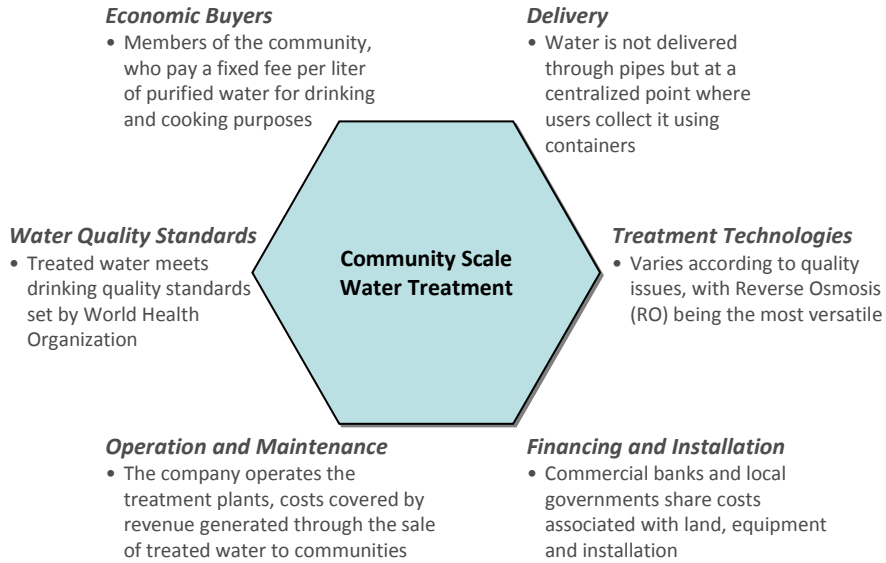 Economic Buyers
• Members of the community,
who pay a fixed fee per liter
of purified water for drinking
and cooking purposes
Delivery
• Water is not delivered
through pipes but at a
centralized point where
users collect it using
containers
Water Quality Standards
• Treated water meets
drinking quality standards
set by World Health
Organization
Community Scale
Water Treatment
Treatment Technologies
• Varies according to quality
issues, with Reverse Osmosis
(RO) being the most versatile
Operation and Maintenance
• The company operates the
treatment plants, costs covered by
revenue generated through the sale
of treated water to communities
Financing and Installation
• Commercial banks and local
governments share costs
associated with land, equipment
and installation